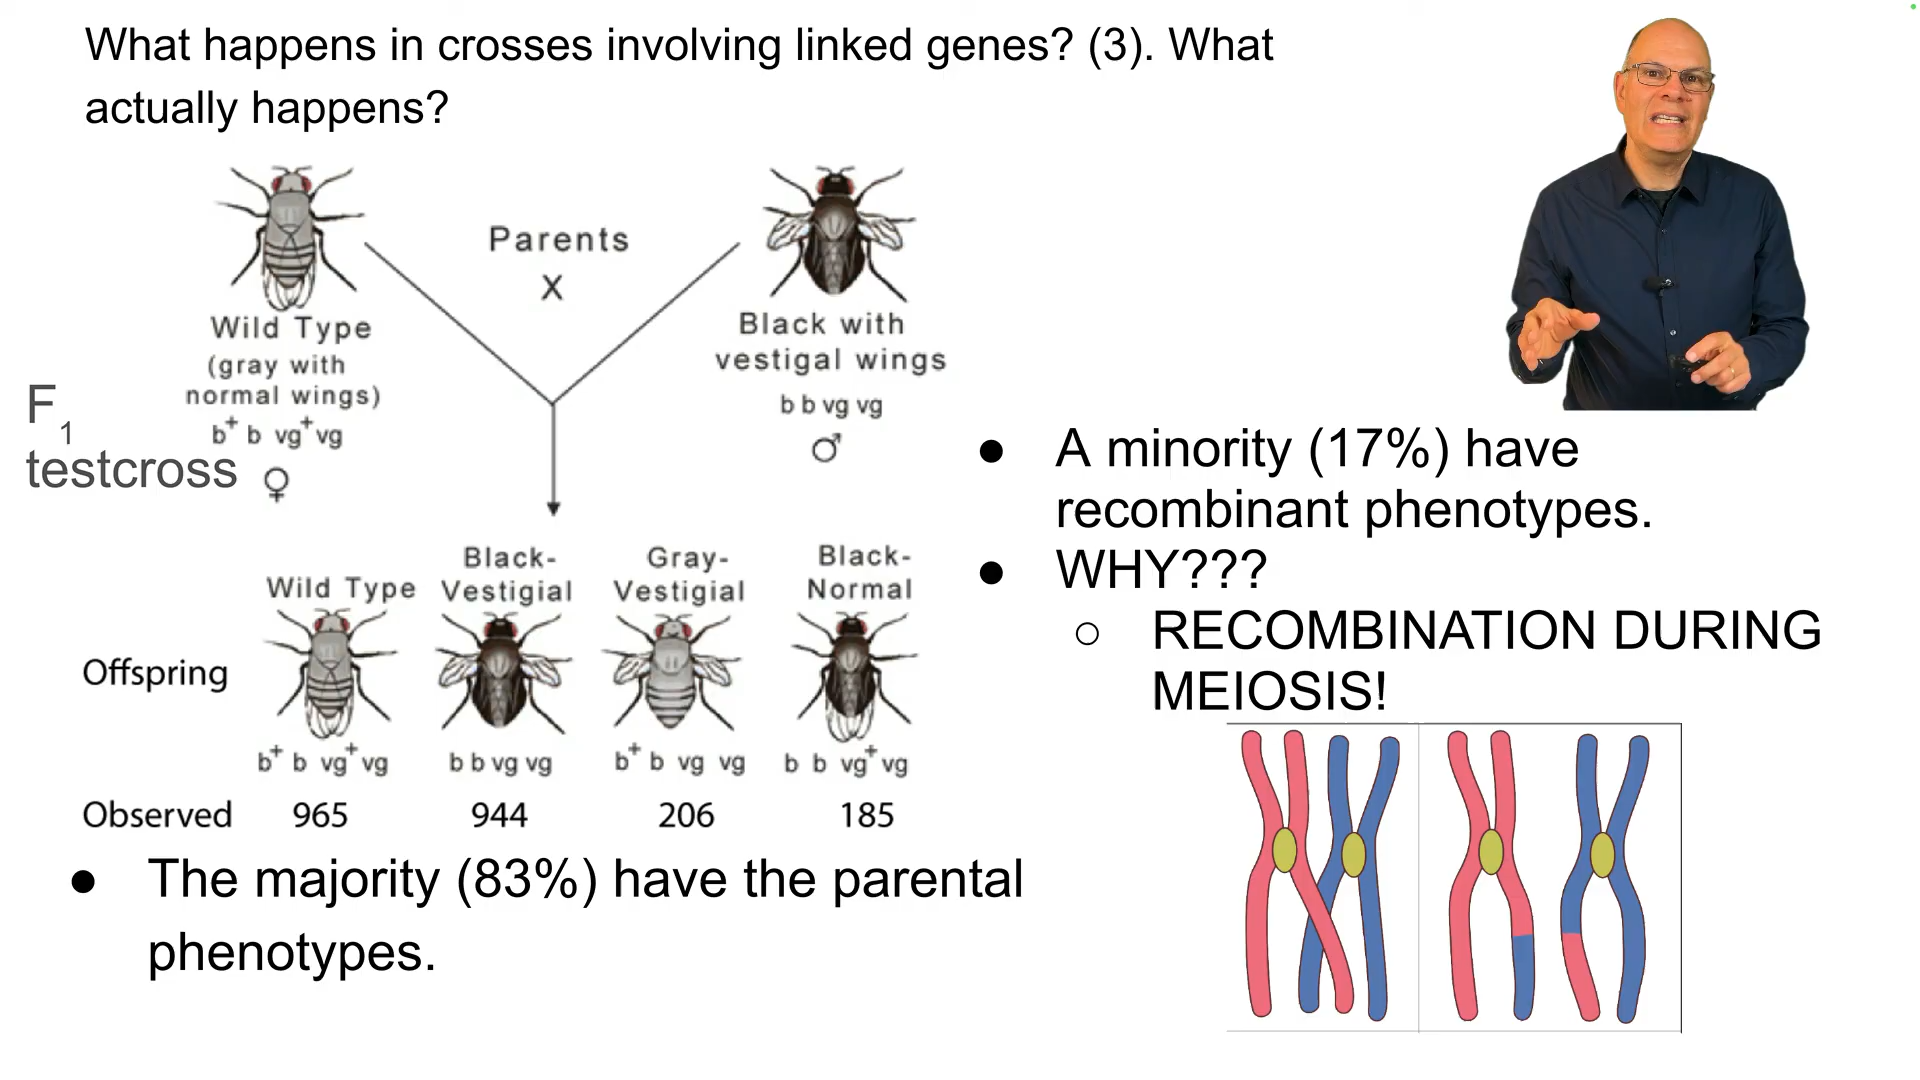 What happens in crosses involving linked genes? (3). What
actually happens?
Parents
X
Wild Type
(gray with
normal wings)
b⁺ b vg⁺vg
♀
Black with
vestigal wings
b b vg vg
♂
F₁
testcross
Wild Type
Black-
Vestigial
Gray-
Vestigial
Black-
Normal
Offspring
b⁺ b vg⁺vg
b b vg vg
b⁺ b vg vg
b b vg⁺vg
Observed 965 944 206 185
● The majority (83%) have the parental
phenotypes.
● A minority (17%) have
recombinant phenotypes.
● WHY???
○ RECOMBINATION DURING
MEIOSIS!